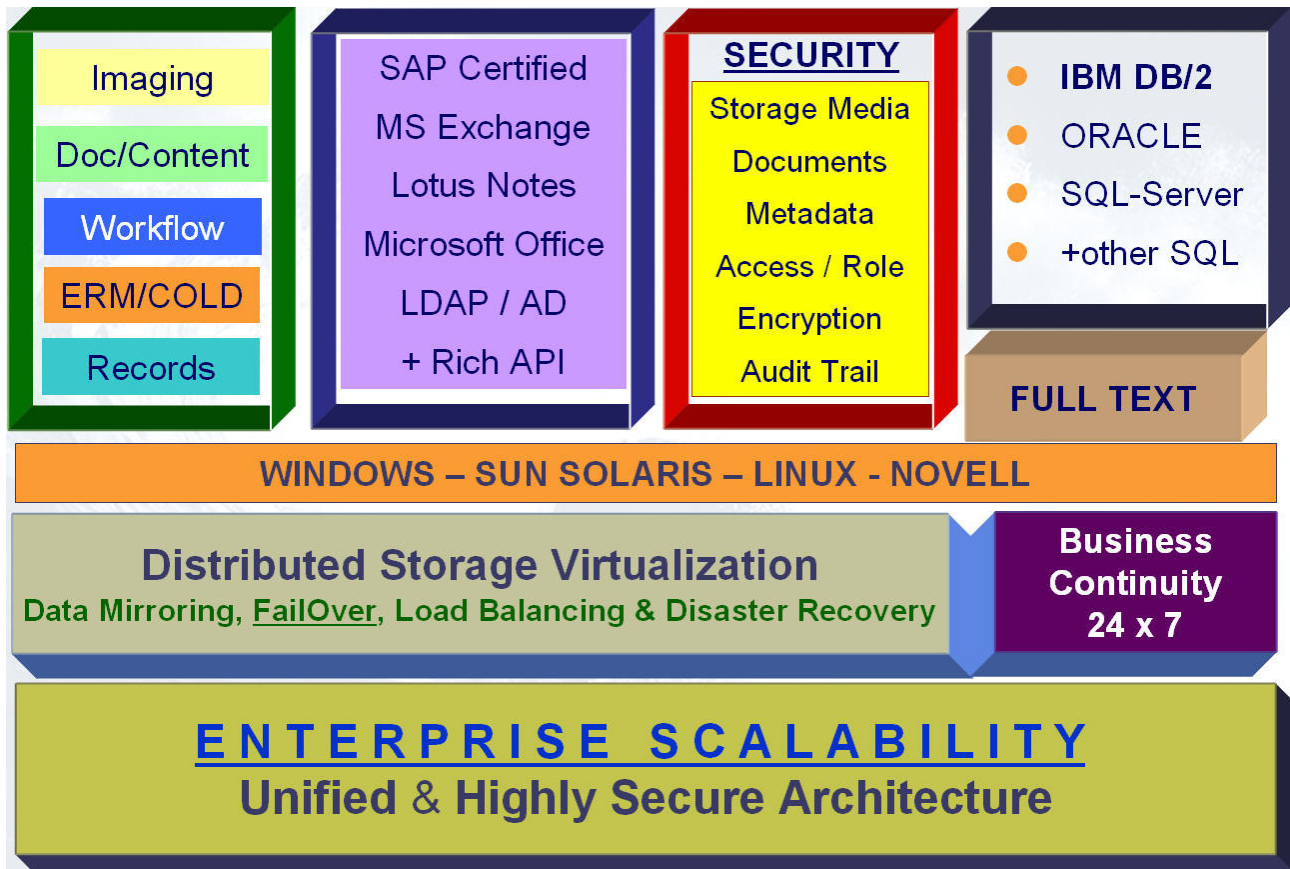 Imaging
Doc/Content
Workflow
ERM/COLD
Records
SAP Certified
MS Exchange
Lotus Notes
Microsoft Office
LDAP / AD
+ Rich API
SECURITY
Storage Media
Documents
Metadata
Access / Role
Encryption
Audit Trail
IBM DB/2
ORACLE
SQL-Server
+other SQL
FULL TEXT
WINDOWS – SUN SOLARIS – LINUX - NOVELL
Distributed Storage Virtualization
Data Mirroring, FailOver, Load Balancing & Disaster Recovery
Business
Continuity
24 x 7
ENTERPRISE SCALABILITY
Unified & Highly Secure Architecture